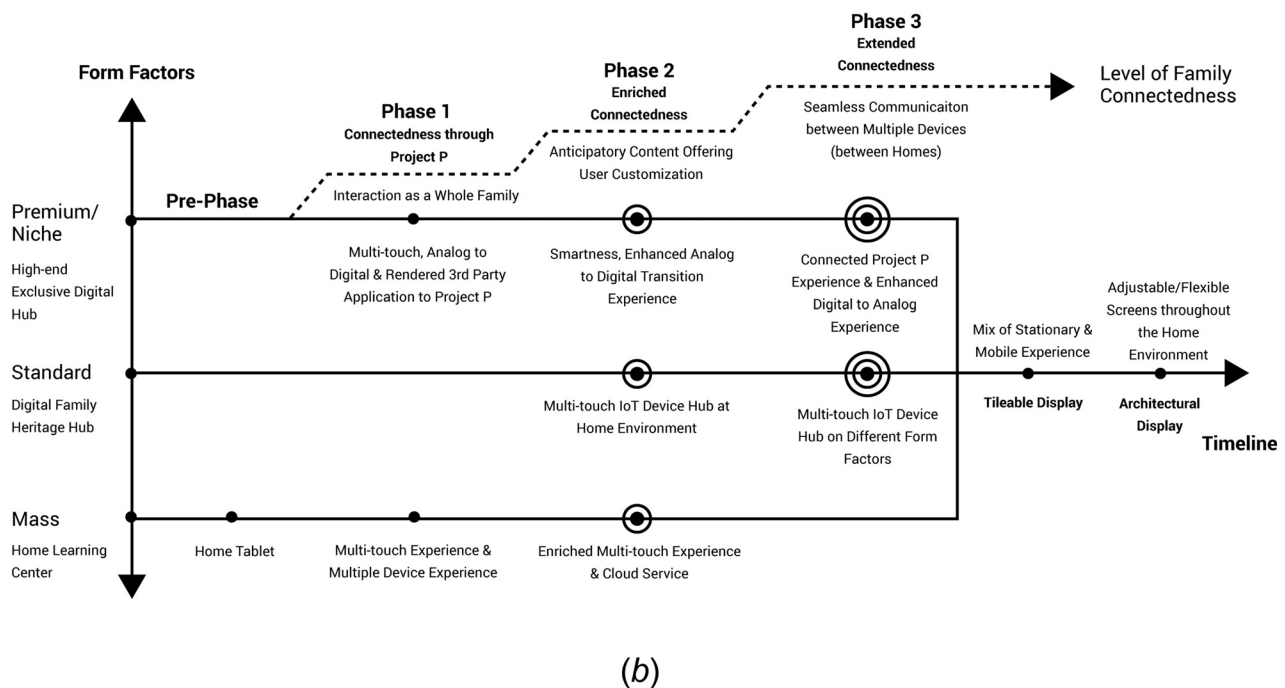 Form Factors
Phase 1
Connectedness through
Project P
Interaction as a Whole Family
Phase 2
Enriched
Connectedness
Anticipatory Content Offering
User Customization
Phase 3
Extended
Connectedness
Seamless Communicaiton
between Multiple Devices
(between Homes)
Level of Family
Connectedness
Premium/
Niche
High-end
Exclusive Digital
Hub
Pre-Phase
Multi-touch, Analog to
Digital & Rendered 3rd Party
Application to Project P
Smartness, Enhanced Analog
to Digital Transition
Experience
Connected Project P
Experience & Enhanced
Digital to Analog
Experience
Standard
Digital Family
Heritage Hub
Multi-touch IoT Device Hub at
Home Environment
Multi-touch IoT Device
Hub on Different Form
Factors
Mix of Stationary &
Mobile Experience
Tileable Display
Adjustable/Flexible
Screens throughout
the Home
Environment
Architectural
Display
Timeline
Mass
Home Learning
Center
Home Tablet
Multi-touch Experience &
Multiple Device Experience
Enriched Multi-touch Experience
& Cloud Service
(b)